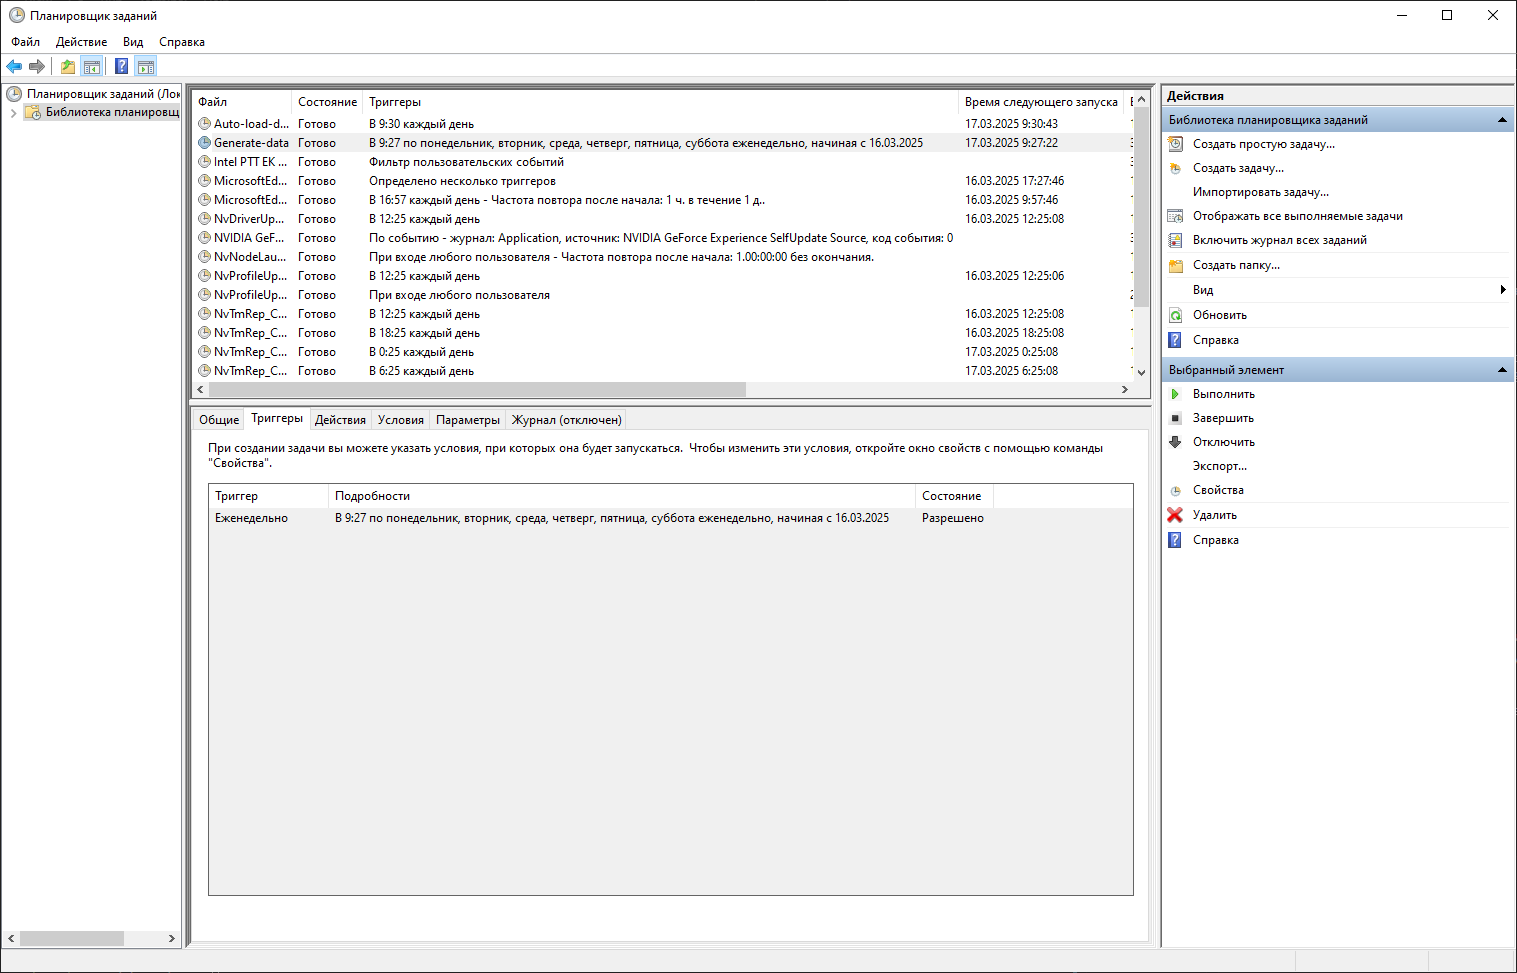 Планировщик заданий
Файл Действие Вид Справка
Планировщик заданий (Лок
Библиотека планировщ
Файл Состояние Триггеры Время следующего запуска
Auto-load-d... Готово В 9:30 каждый день 17.03.2025 9:30:43
Generate-data Готово В 9:27 по понедельник, вторник, среда, четверг, пятница, суббота еженедельно, начиная с 16.03.2025 17.03.2025 9:27:22
Intel PTT EK ... Готово Фильтр пользовательских событий
MicrosoftEd... Готово Определено несколько триггеров 16.03.2025 17:27:46
MicrosoftEd... Готово В 16:57 каждый день - Частота повтора после начала: 1 ч. в течение 1 д.. 16.03.2025 9:57:46
NvDriverUp... Готово В 12:25 каждый день 16.03.2025 12:25:08
NVIDIA GeF... Готово По событию - журнал: Application, источник: NVIDIA GeForce Experience SelfUpdate Source, код события: 0
NvNodeLau... Готово При входе любого пользователя - Частота повтора после начала: 1.00:00:00 без окончания.
NvProfileUp... Готово В 12:25 каждый день 16.03.2025 12:25:06
NvProfileUp... Готово При входе любого пользователя
NvTmRep_C... Готово В 12:25 каждый день 16.03.2025 12:25:08
NvTmRep_C... Готово В 18:25 каждый день 16.03.2025 18:25:08
NvTmRep_C... Готово В 0:25 каждый день 17.03.2025 0:25:08
NvTmRep_C... Готово В 6:25 каждый день 17.03.2025 6:25:08
Общие Триггеры Действия Условия Параметры Журнал (отключен)
При создании задачи вы можете указать условия, при которых она будет запускаться. Чтобы изменить эти условия, откройте окно свойств с помощью команды
"Свойства".
Триггер Подробности Состояние
Еженедельно В 9:27 по понедельник, вторник, среда, четверг, пятница, суббота еженедельно, начиная с 16.03.2025 Разрешено
Действия
Библиотека планировщика заданий
Создать простую задачу...
Создать задачу...
Импортировать задачу...
Отображать все выполняемые задачи
Включить журнал всех заданий
Создать папку...
Вид
Обновить
Справка
Выбранный элемент
Выполнить
Завершить
Отключить
Экспорт...
Свойства
Удалить
Справка